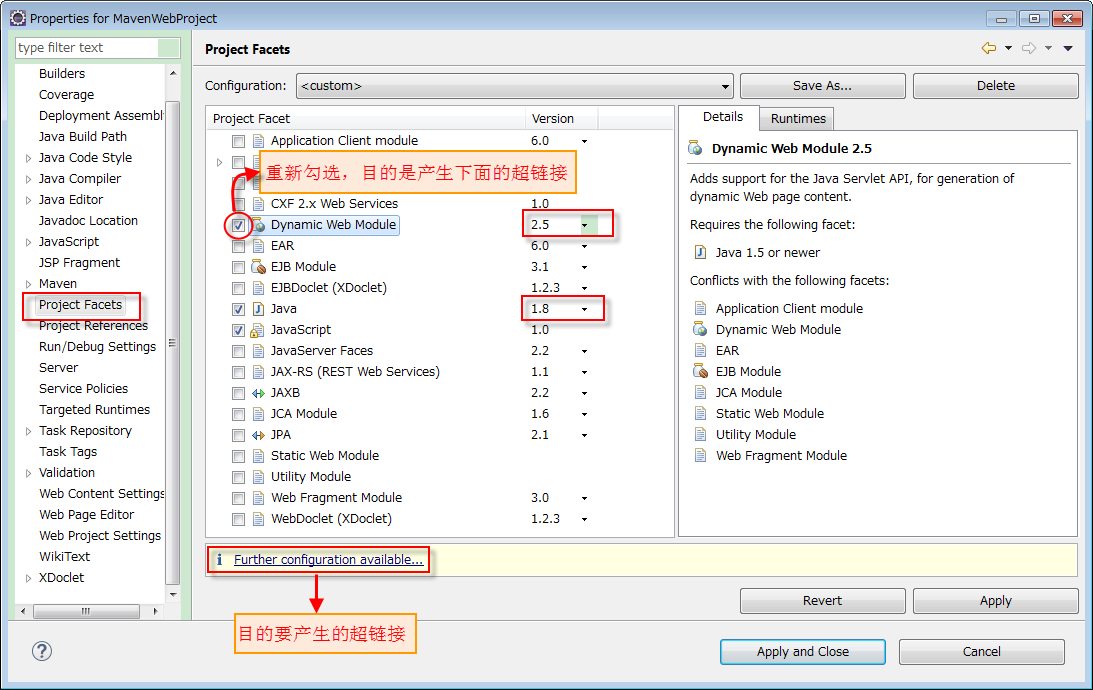 Properties for MavenWebProject
type filter text
Builders
Coverage
Deployment Assembl
Java Build Path
Java Code Style
Java Compiler
Java Editor
Javadoc Location
JavaScript
JSP Fragment
Maven
Project Facets
Project References
Run/Debug Settings
Server
Service Policies
Targeted Runtimes
Task Repository
Task Tags
Validation
Web Content Settings
Web Page Editor
Web Project Settings
WikiText
XDoclet
Project Facets
Configuration: <custom> Save As... Delete
Project Facet Version
Application Client module 6.0
重新勾选，目的是产生下面的超链接
CXF 2.x Web Services 1.0
Dynamic Web Module 2.5
EAR 6.0
EJB Module 3.1
EJBDoclet (XDoclet) 1.2.3
Java 1.8
JavaScript 1.0
JavaServer Faces 2.2
JAX-RS (REST Web Services) 1.1
JAXB 2.2
JCA Module 1.6
JPA 2.1
Static Web Module
Utility Module
Web Fragment Module 3.0
WebDoclet (XDoclet) 1.2.3
Details Runtimes
Dynamic Web Module 2.5
Adds support for the Java Servlet API, for generation of
dynamic Web page content.
Requires the following facet:
Java 1.5 or newer
Conflicts with the following facets:
Application Client module
Dynamic Web Module
EAR
EJB Module
JCA Module
Static Web Module
Utility Module
Web Fragment Module
i Further configuration available...
目的要产生的超链接
Revert Apply
? Apply and Close Cancel